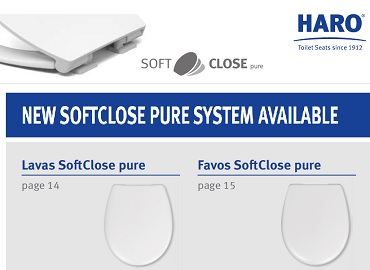 HARO®
Toilet Seats since 1912
SOFT CLOSE pure
NEW SOFTCLOSE PURE SYSTEM AVAILABLE
Lavas SoftClose pure
page 14
Favos SoftClose pure
page 15